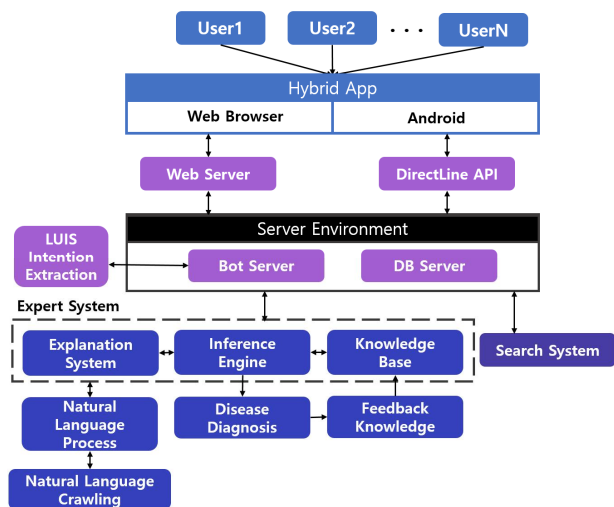 User1
User2
. . .
UserN
Hybrid App
Web Browser
Android
Web Server
DirectLine API
Server Environment
LUIS
Intention
Extraction
Bot Server
DB Server
Expert System
Explanation
System
Inference
Engine
Knowledge
Base
Search System
Natural
Language
Process
Disease
Diagnosis
Feedback
Knowledge
Natural Language
Crawling